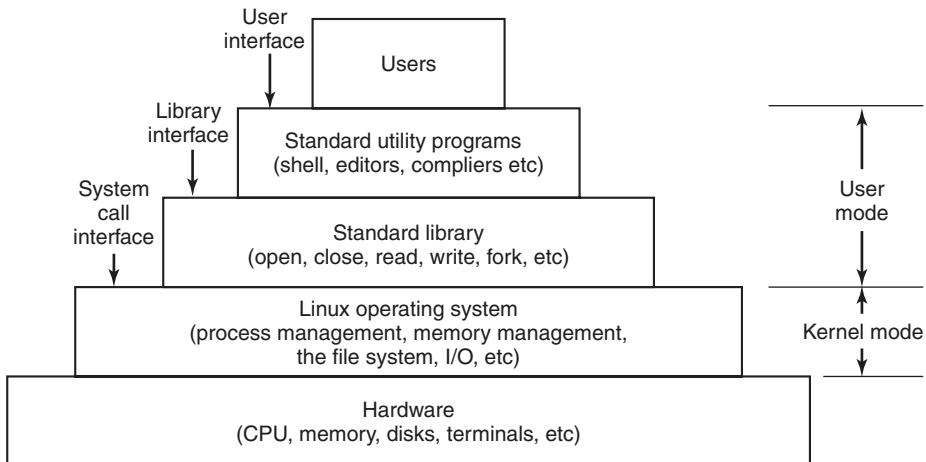 User
interface
Users
Library
interface
Standard utility programs
(shell, editors, compliers etc)
System
call
interface
User
mode
Standard library
(open, close, read, write, fork, etc)
Linux operating system
(process management, memory management,
the file system, I/O, etc)
Kernel mode
Hardware
(CPU, memory, disks, terminals, etc)